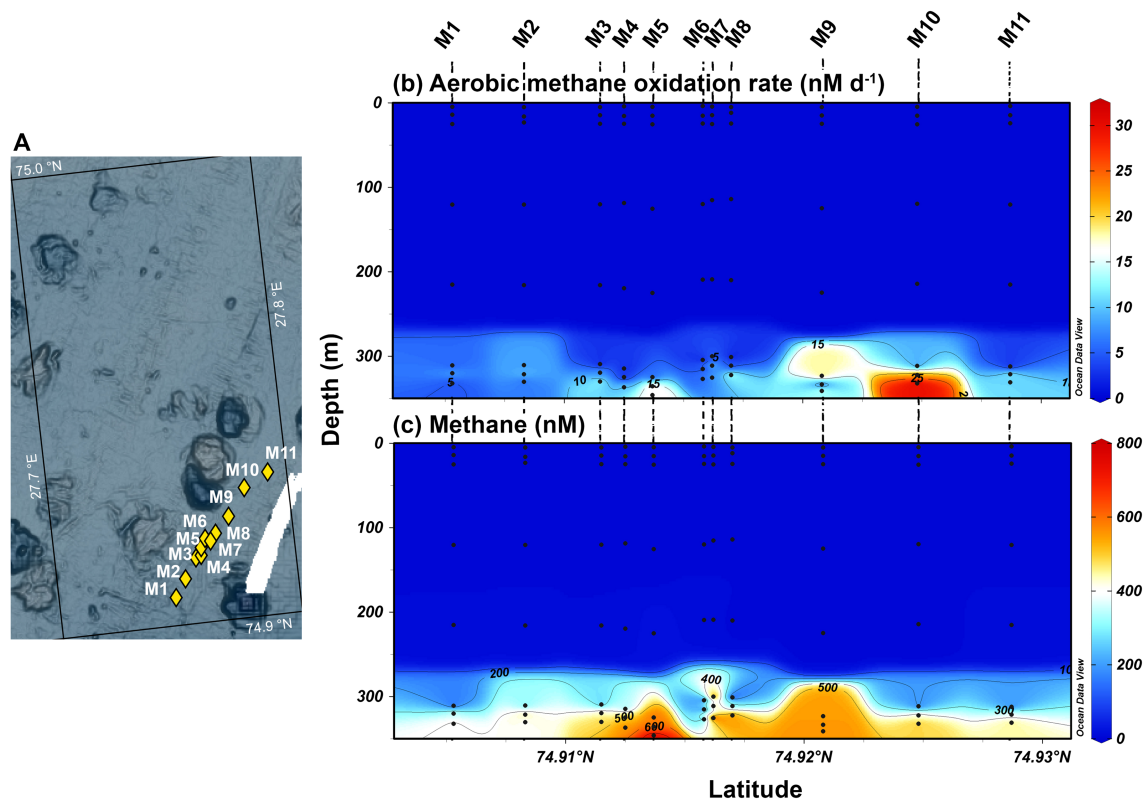 M1 M2 M3 M4 M5 M6 M7 M8 M9 M10 M11
A
75.0 °N
27.8 °E
27.7 °E
M11
M10
M9
M6
M5
M8
M3
M7
M2
M4
M1
74.9 °N
(b) Aerobic methane oxidation rate (nM d-1)
0
100
200
300
5
10
15
5
15
25
2
1
Ocean Data View
30
25
20
15
10
5
0
Depth (m)
(c) Methane (nM)
0
100
200
300
200
500
600
400
500
300
10
Ocean Data View
800
600
400
200
0
74.91°N 74.92°N 74.93°N
Latitude